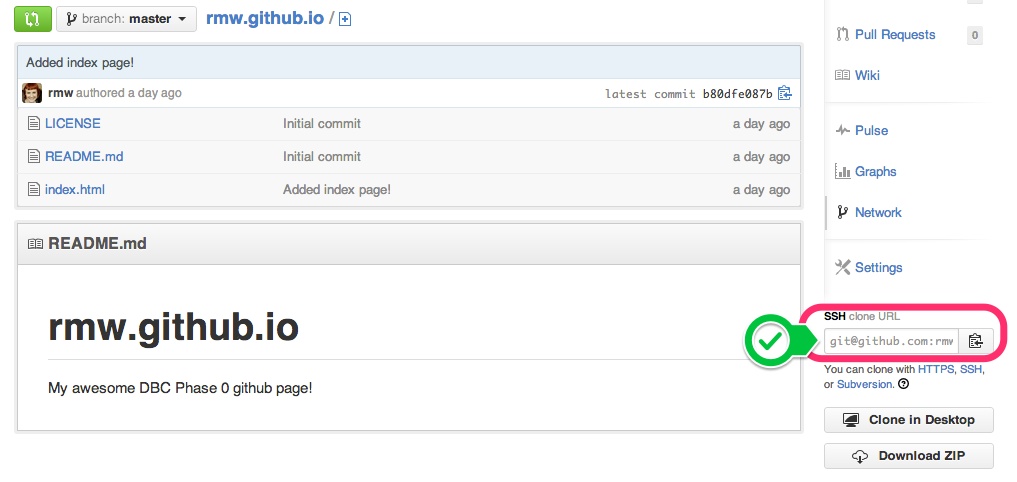 branch: master
rmw.github.io /
Added index page!
rmw authored a day ago
latest commit b80dfe087b
LICENSE Initial commit a day ago
README.md Initial commit a day ago
index.html Added index page! a day ago
README.md
rmw.github.io
My awesome DBC Phase 0 github page!
Pull Requests 0
Wiki
Pulse
Graphs
Network
Settings
SSH clone URL
git@github.com:rmw
You can clone with HTTPS, SSH,
or Subversion.
Clone in Desktop
Download ZIP